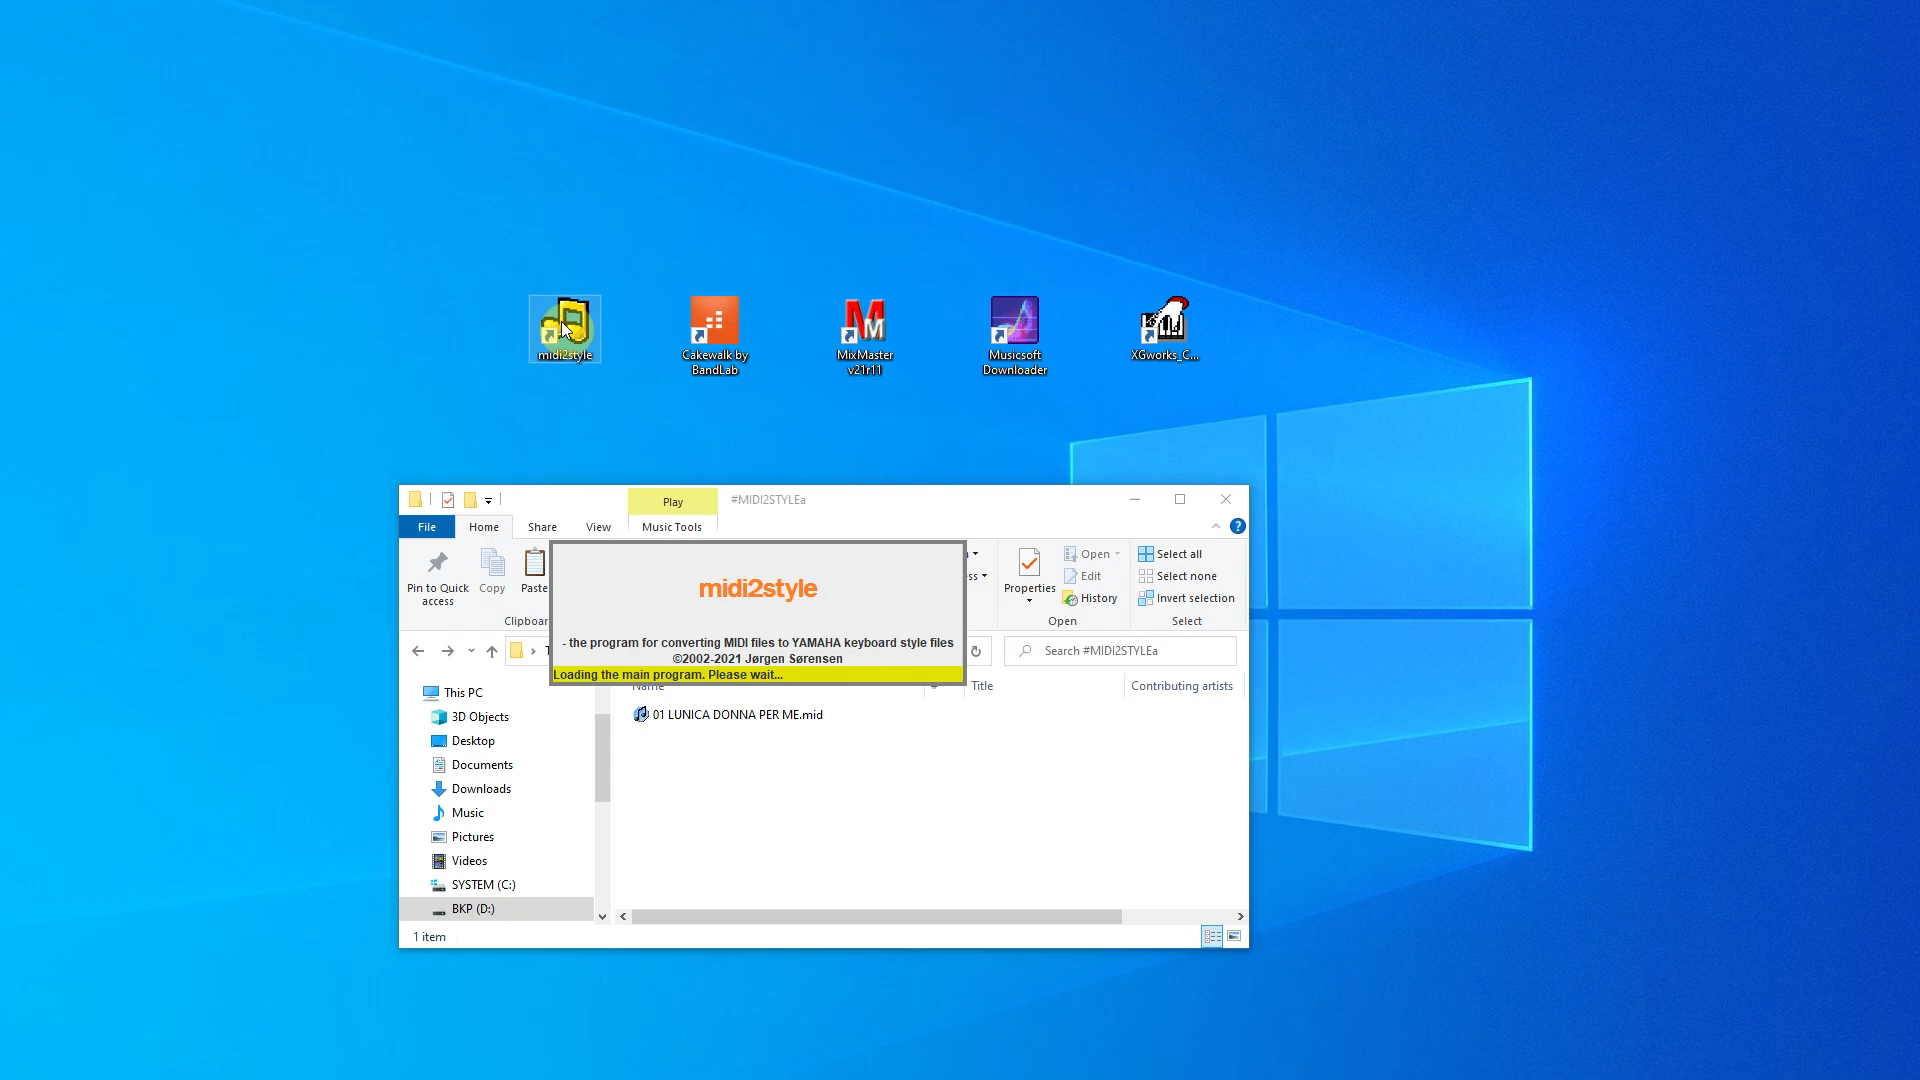 midi2style
Cakewalk by
BandLab
MixMaster
v21r11
Musicsoft
Downloader
XGworks_C...
Play
#MIDI2STYLEa
File
Home
Share
View
Music Tools
Pin to Quick
access
Copy
Paste
Clipboar
Properties
Open
Edit
History
Open
Select all
Select none
Invert selection
Select
midi2style
- the program for converting MIDI files to YAMAHA keyboard style files
©2002-2021 Jørgen Sørensen
Loading the main program. Please wait...
Search #MIDI2STYLEa
Name
#
Title
Contributing artists
01 LUNICA DONNA PER ME.mid
This PC
3D Objects
Desktop
Documents
Downloads
Music
Pictures
Videos
SYSTEM (C:)
BKP (D:)
1 item